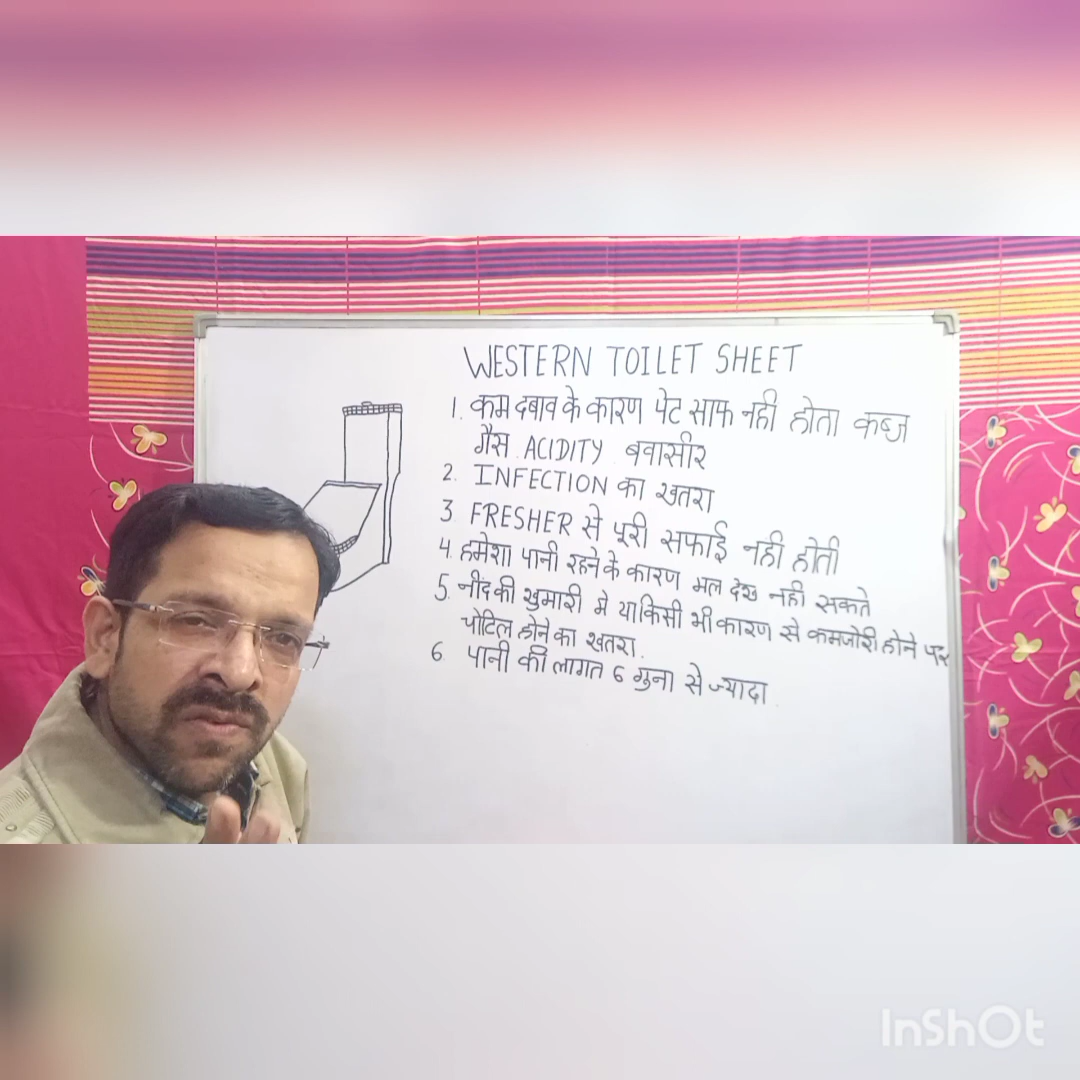 WESTERN TOILET SHEET
1. कम दबाव के कारण पेट साफ नही होता कब्ज
गैस . ACIDITY . बवासीर
2. INFECTION का खतरा
3 FRESHER से पूरी सफाई नही होती
4. हमेशा पानी रहने के कारण मल देख नही सकते
5. नींद की खुमारी मे या किसी भी कारण से कमजोरी होने पर
चोटिल होने का खतरा.
6. पानी की लागत 6 गुना से ज्यादा
InShOt